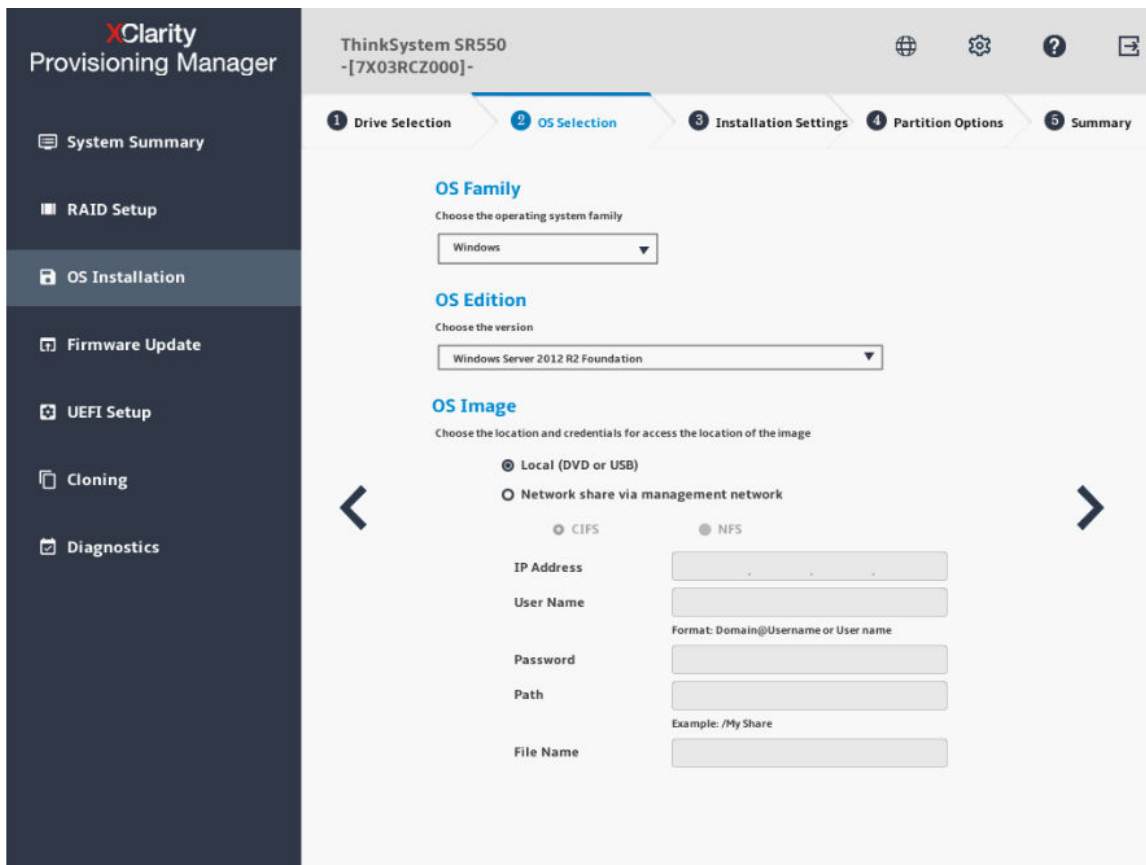 XClarity
Provisioning Manager
System Summary
RAID Setup
OS Installation
Firmware Update
UEFI Setup
Cloning
Diagnostics
ThinkSystem SR550
-[7X03RCZ000]-
1 Drive Selection
2 OS Selection
3 Installation Settings
4 Partition Options
5 Summary
OS Family
Choose the operating system family
Windows
OS Edition
Choose the version
Windows Server 2012 R2 Foundation
OS Image
Choose the location and credentials for access the location of the image
Local (DVD or USB)
Network share via management network
CIFS NFS
IP Address . . .
User Name
Format: Domain@Username or User name
Password
Path
Example: /My Share
File Name